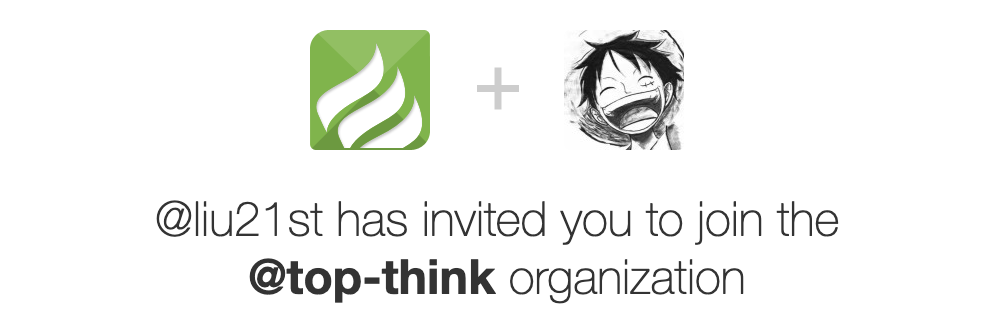 @liu21st has invited you to join the
@top-think organization